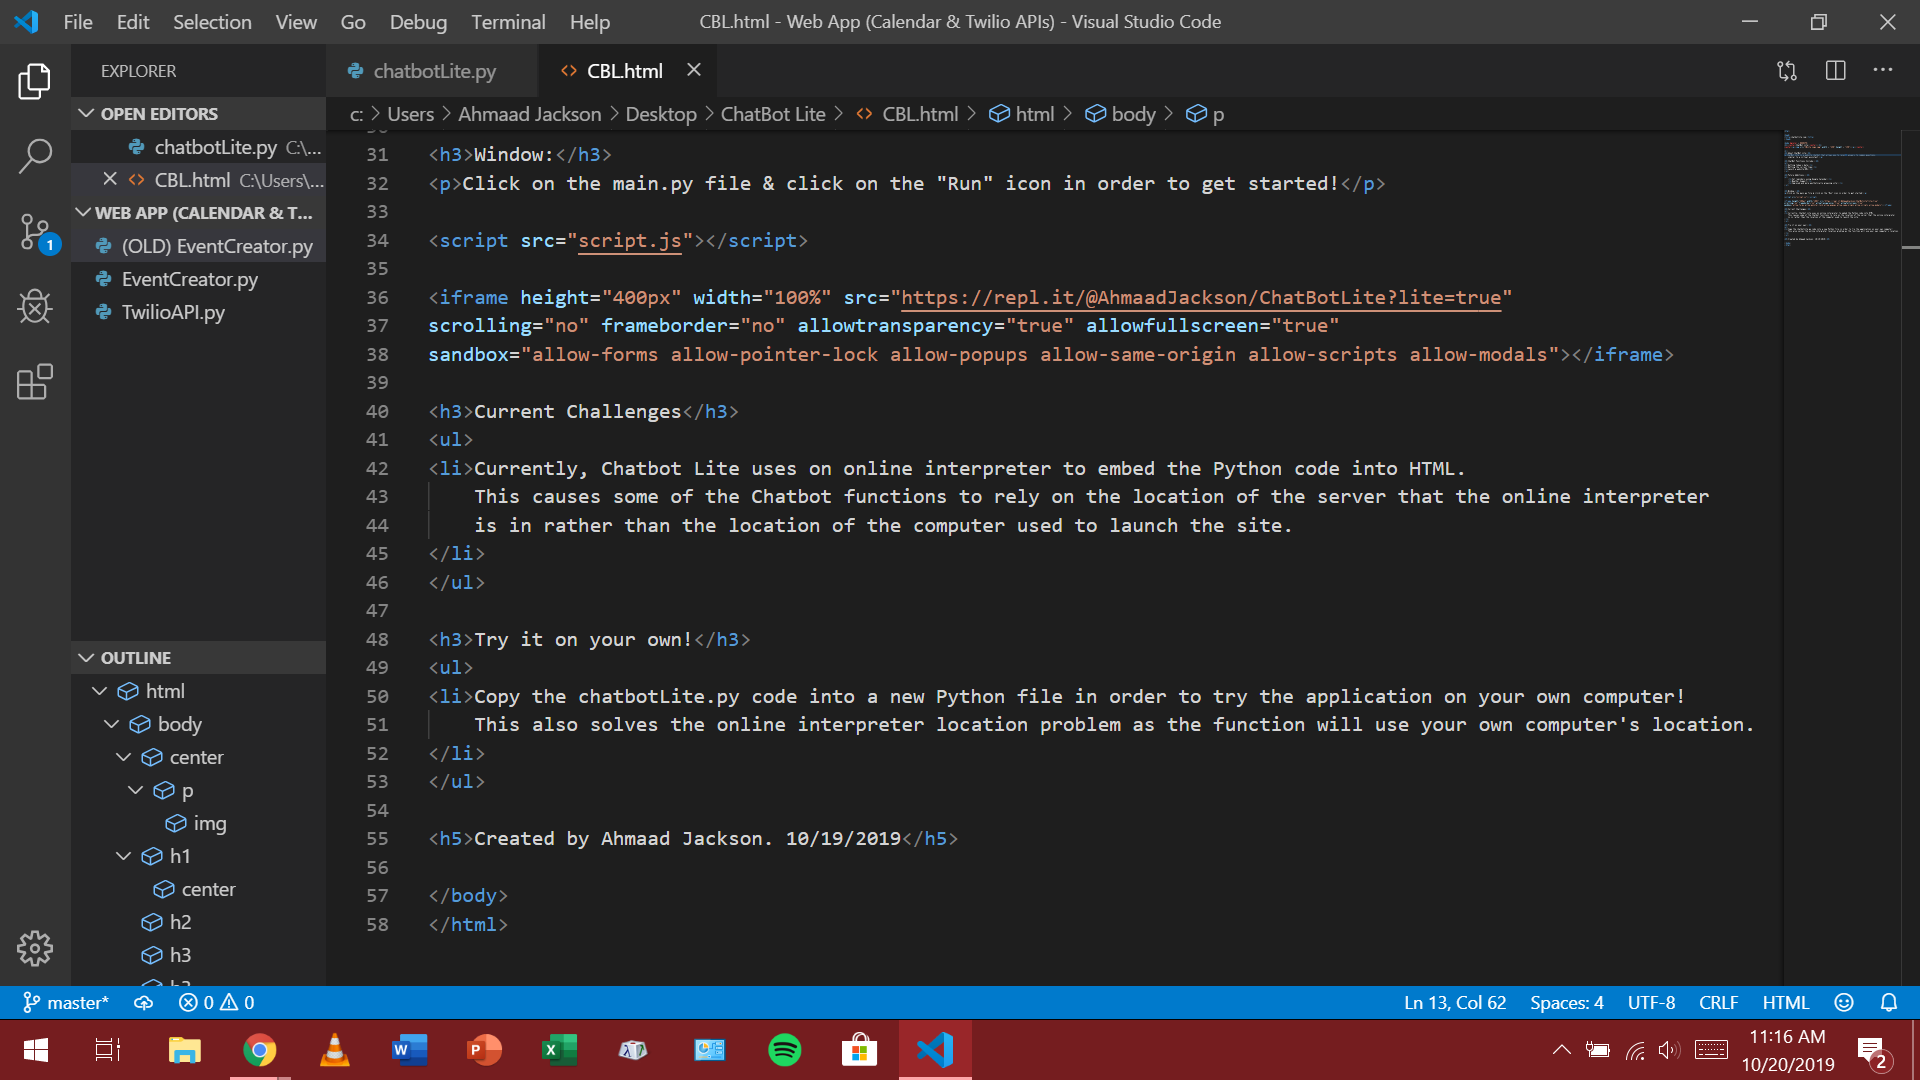 File Edit Selection View Go Debug Terminal Help CBL.html - Web App (Calendar & Twilio APIs) - Visual Studio Code
EXPLORER
chatbotLite.py CBL.html
OPEN EDITORS
chatbotLite.py C:\...
CBL.html C:\Users\...
WEB APP (CALENDAR & T...
(OLD) EventCreator.py
EventCreator.py
TwilioAPI.py
1
OUTLINE
html
body
center
p
img
h1
center
h2
h3
c: > Users > Ahmaad Jackson > Desktop > ChatBot Lite > CBL.html > html > body > p
31 <h3>Window:</h3>
32 <p>Click on the main.py file & click on the "Run" icon in order to get started!</p>
33
34 <script src="script.js"></script>
35
36 <iframe height="400px" width="100%" src="https://repl.it/@AhmaadJackson/ChatBotLite?lite=true"
37 scrolling="no" frameborder="no" allowtransparency="true" allowfullscreen="true"
38 sandbox="allow-forms allow-pointer-lock allow-popups allow-same-origin allow-scripts allow-modals"></iframe>
39
40 <h3>Current Challenges</h3>
41 <ul>
42 <li>Currently, Chatbot Lite uses on online interpreter to embed the Python code into HTML.
43 This causes some of the Chatbot functions to rely on the location of the server that the online interpreter
44 is in rather than the location of the computer used to launch the site.
45 </li>
46 </ul>
47
48 <h3>Try it on your own!</h3>
49 <ul>
50 <li>Copy the chatbotLite.py code into a new Python file in order to try the application on your own computer!
51 This also solves the online interpreter location problem as the function will use your own computer's location.
52 </li>
53 </ul>
54
55 <h5>Created by Ahmaad Jackson. 10/19/2019</h5>
56
57 </body>
58 </html>
master* 0 0 Ln 13, Col 62 Spaces: 4 UTF-8 CRLF HTML
11:16 AM
10/20/2019
2